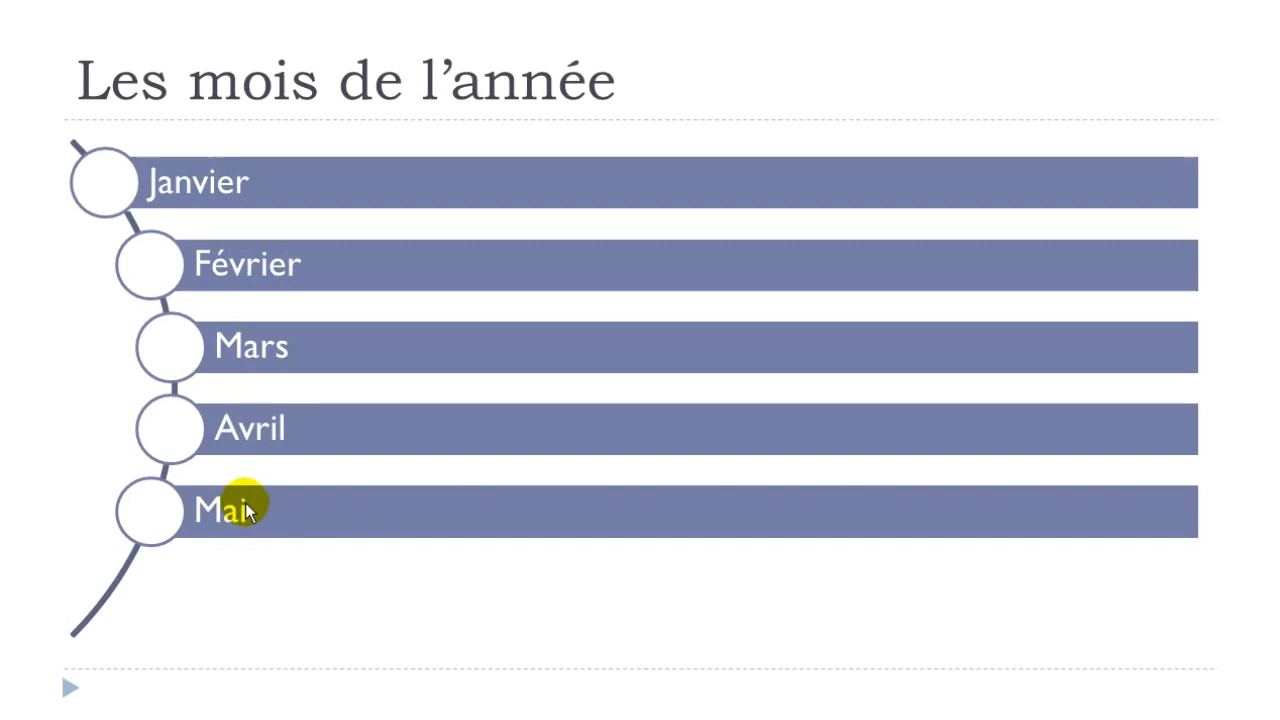 Les mois de l’année
Janvier
Février
Mars
Avril
Mai